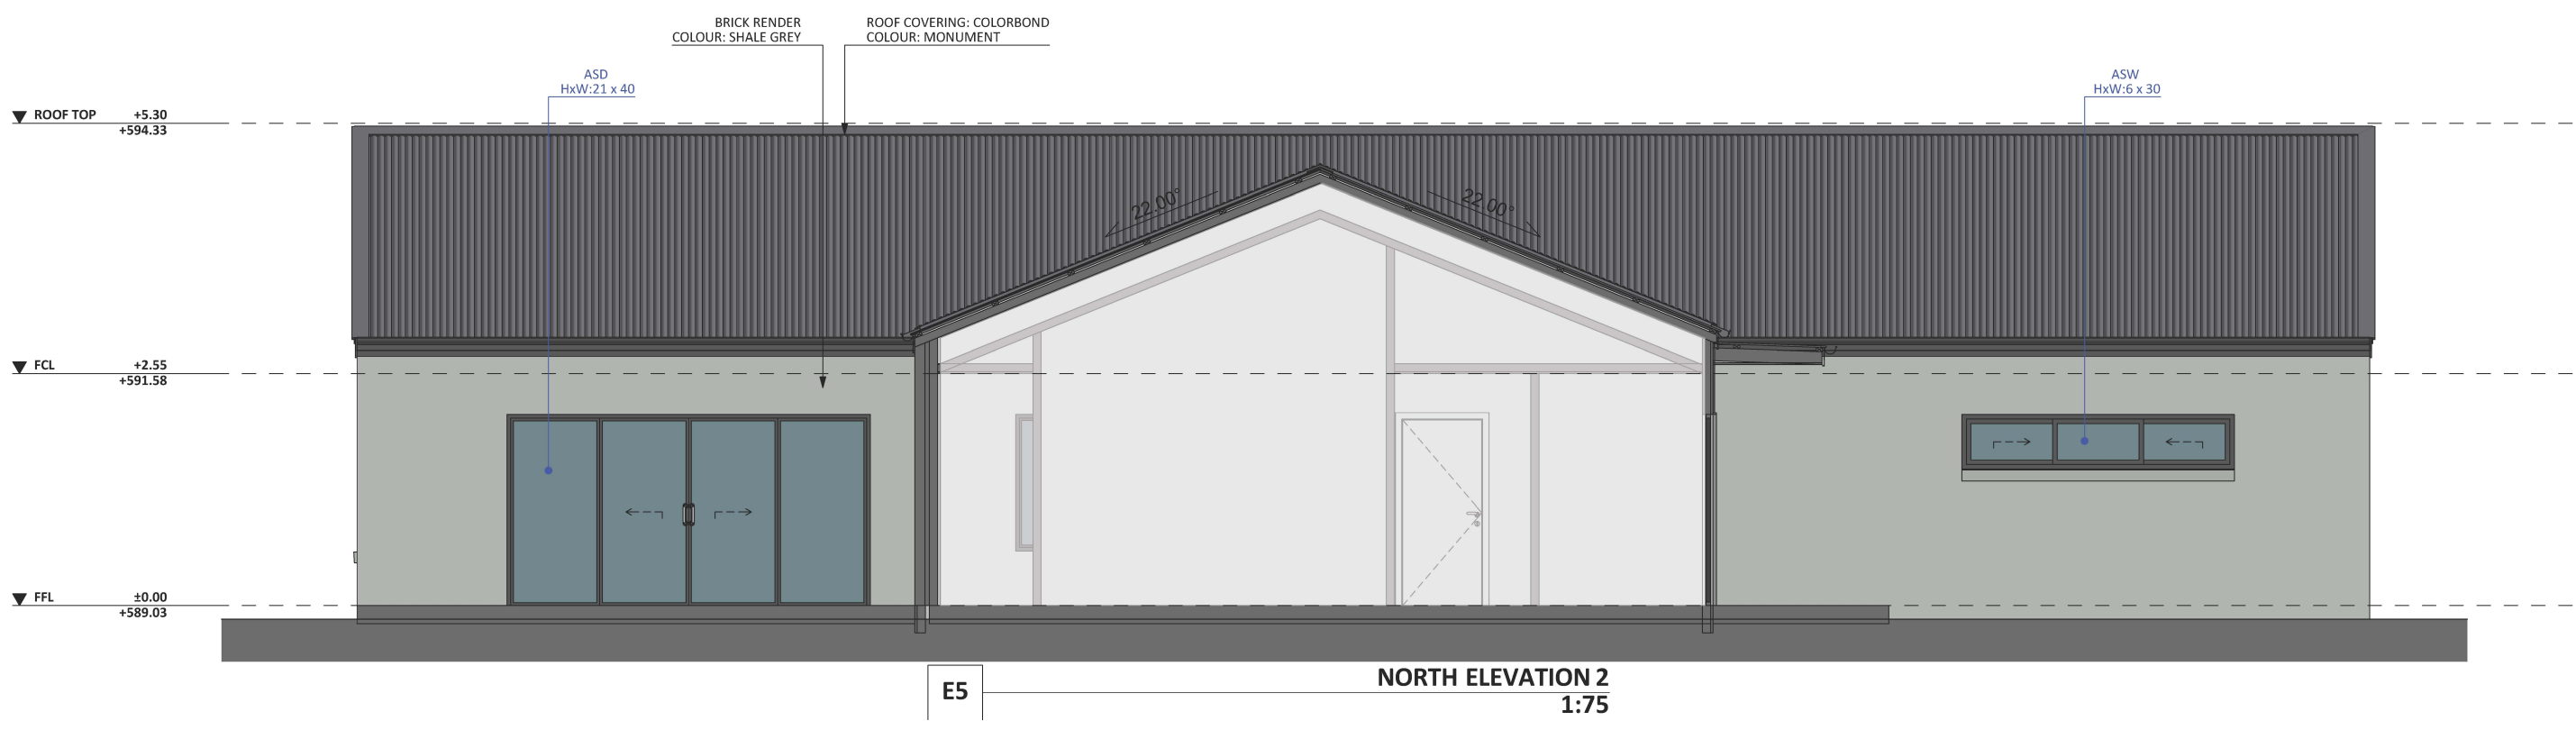 BRICK RENDER
COLOUR: SHALE GREY
ROOF COVERING: COLORBOND
COLOUR: MONUMENT
ASD
HxW:21 x 40
ASW
HxW:6 x 30
ROOF TOP +5.30
+594.33
22.00°
22.00°
FCL +2.55
+591.58
FFL ±0.00
+589.03
E5
NORTH ELEVATION 2
1:75